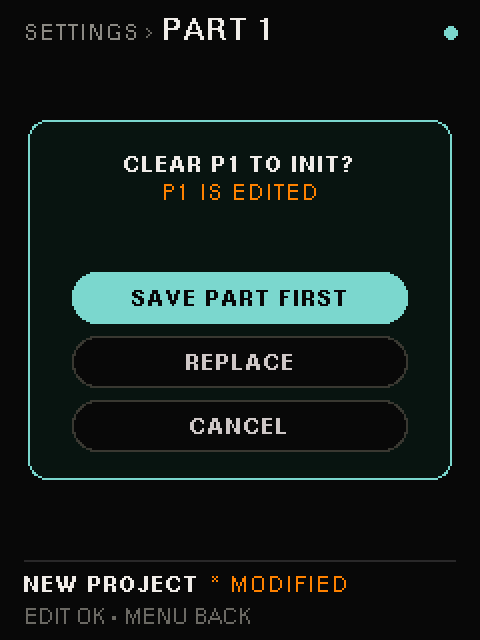 SETTINGS › PART 1
CLEAR P1 TO INIT?
P1 IS EDITED
SAVE PART FIRST
REPLACE
CANCEL
NEW PROJECT * MODIFIED
EDIT OK · MENU BACK